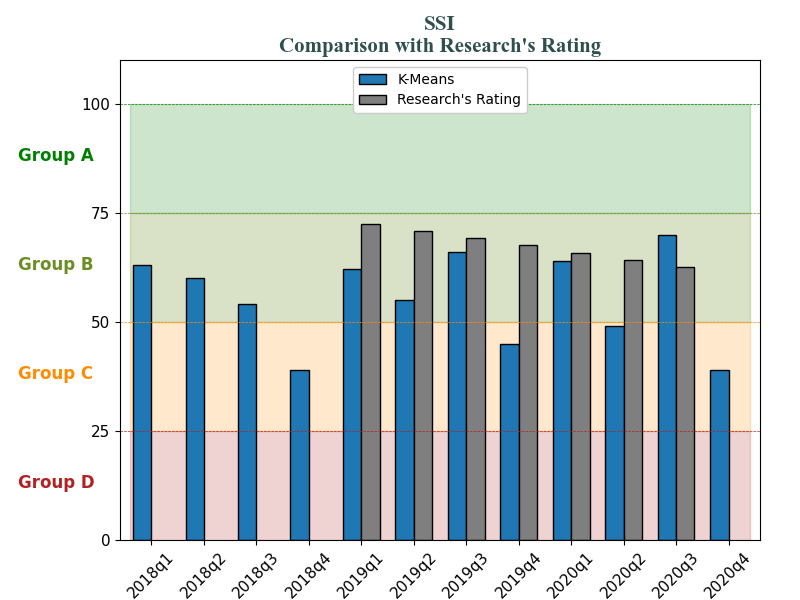 SSI
Comparison with Research's Rating
K-Means
Research's Rating
100
Group A
75
Group B
50
Group C
25
Group D
0
2018q1
2018q2
2018q3
2018q4
2019q1
2019q2
2019q3
2019q4
2020q1
2020q2
2020q3
2020q4